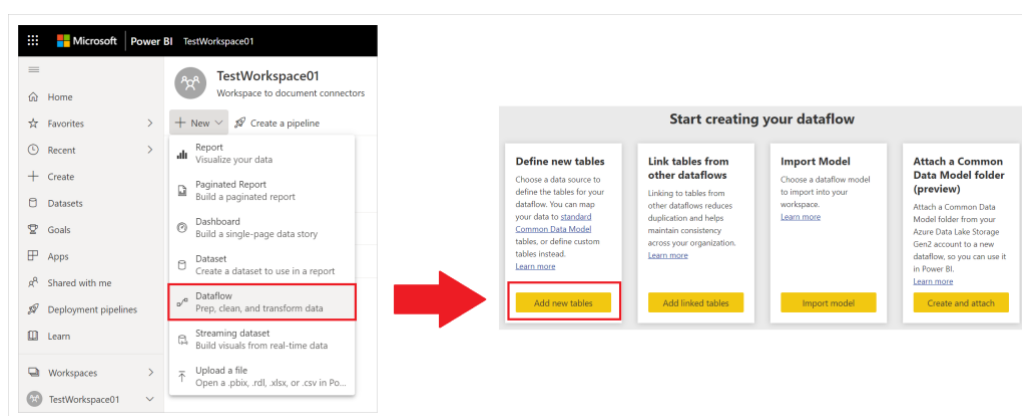 Microsoft Power BI TestWorkspace01
TestWorkspace01
Workspace to document connectors
Home
Favorites
Recent
Create
Datasets
Goals
Apps
Shared with me
Deployment pipelines
Learn
Workspaces
TestWorkspace01
New
Create a pipeline
Report
Visualize your data
Paginated Report
Build a paginated report
Dashboard
Build a single-page data story
Dataset
Create a dataset to use in a report
Dataflow
Prep, clean, and transform data
Streaming dataset
Build visuals from real-time data
Upload a file
Open a .pbix, .rdl, .xlsx, or .csv in Po...
Start creating your dataflow
Define new tables
Choose a data source to
define the tables for your
dataflow. You can map
your data to standard
Common Data Model
tables, or define custom
tables instead.
Learn more
Add new tables
Link tables from
other dataflows
Linking to tables from
other dataflows reduces
duplication and helps
maintain consistency
across your organization.
Learn more
Add linked tables
Import Model
Choose a dataflow model
to import into your
workspace.
Learn more
Import model
Attach a Common
Data Model folder
(preview)
Attach a Common Data
Model folder from your
Azure Data Lake Storage
Gen2 account to a new
dataflow, so you can use it
in Power BI.
Learn more
Create and attach